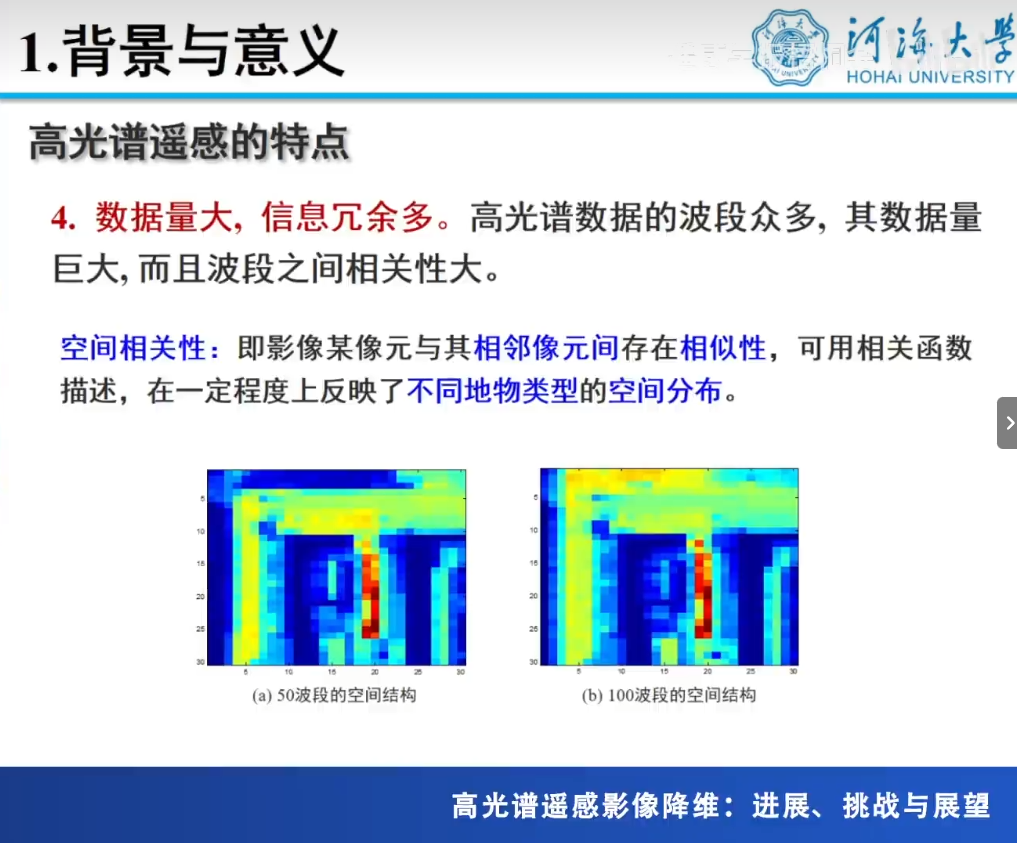 1.背景与意义
河海大学
HOHAI UNIVERSITY
高光谱遥感的特点
4. 数据量大, 信息冗余多。高光谱数据的波段众多, 其数据量
巨大, 而且波段之间相关性大。
空间相关性：即影像某像元与其相邻像元间存在相似性，可用相关函数
描述，在一定程度上反映了不同地物类型的空间分布。
5
10
15
20
25
30
5 10 15 20 25 30
5
10
15
20
25
30
5 10 15 20 25 30
(a) 50波段的空间结构
(b) 100波段的空间结构
高光谱遥感影像降维：进展、挑战与展望